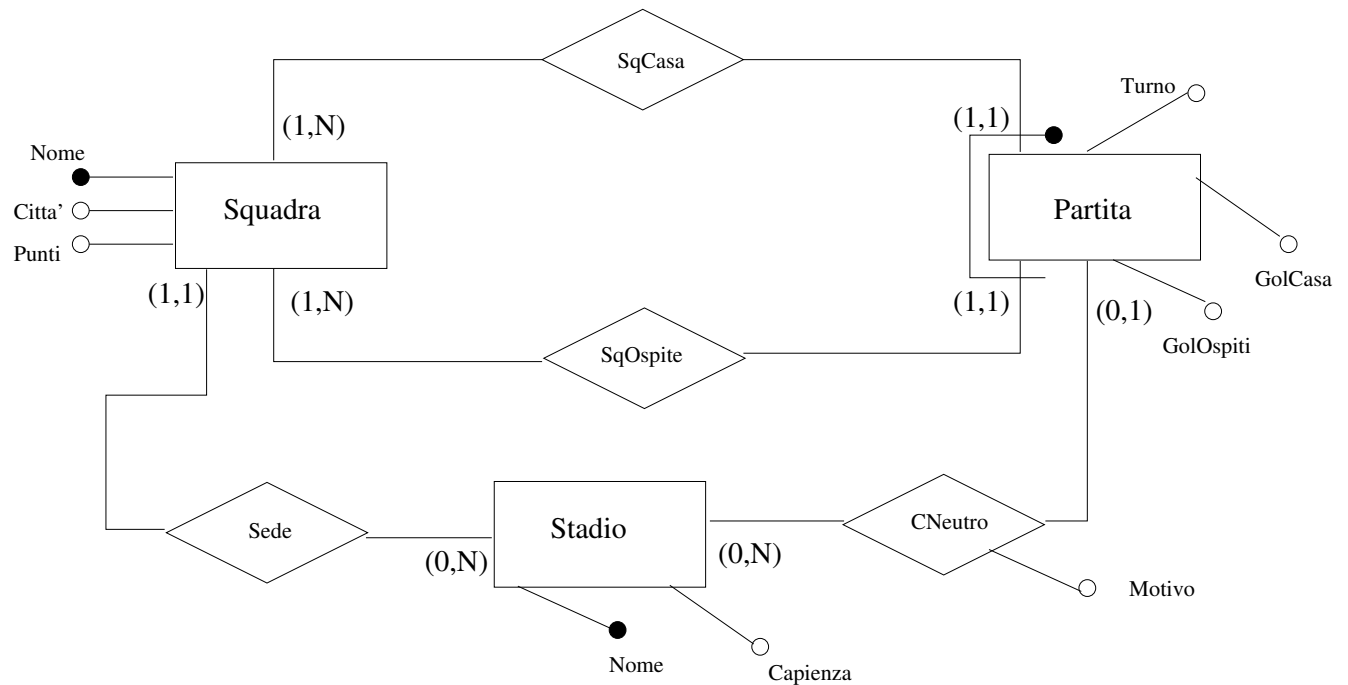 SqCasa
Turno
(1,N)
(1,1)
Nome
Citta'
Squadra
Partita
Punti
GolCasa
(1,1)
(1,N)
(1,1)
(0,1)
GolOspiti
SqOspite
Sede
Stadio
CNeutro
(0,N)
(0,N)
Motivo
Nome
Capienza